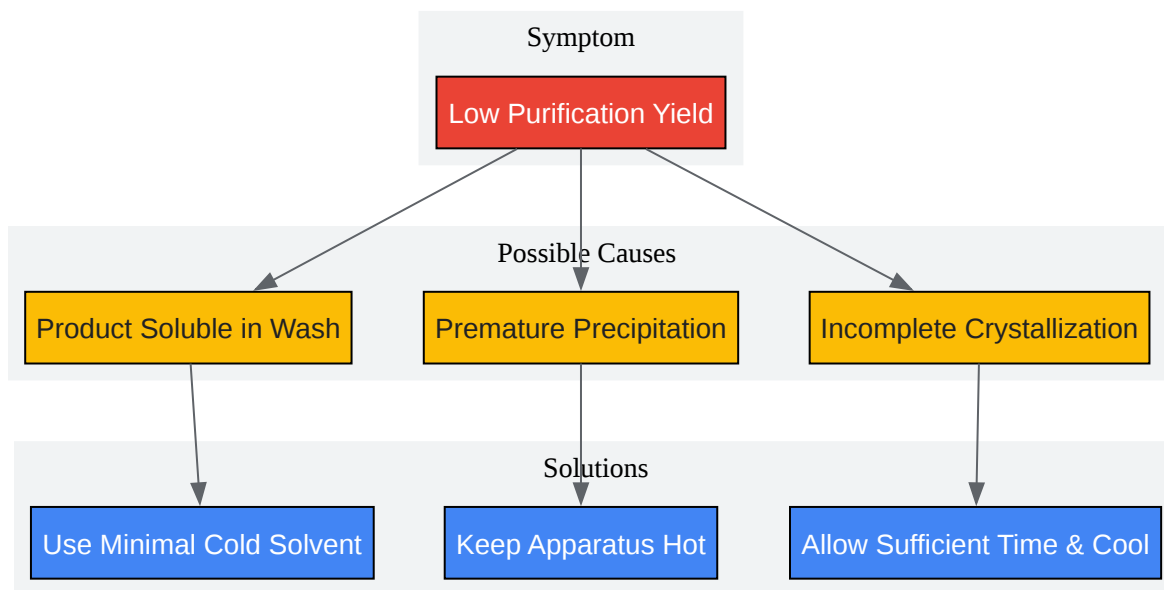 Symptom
Low Purification Yield
Possible Causes
Product Soluble in Wash
Premature Precipitation
Incomplete Crystallization
Solutions
Use Minimal Cold Solvent
Keep Apparatus Hot
Allow Sufficient Time & Cool